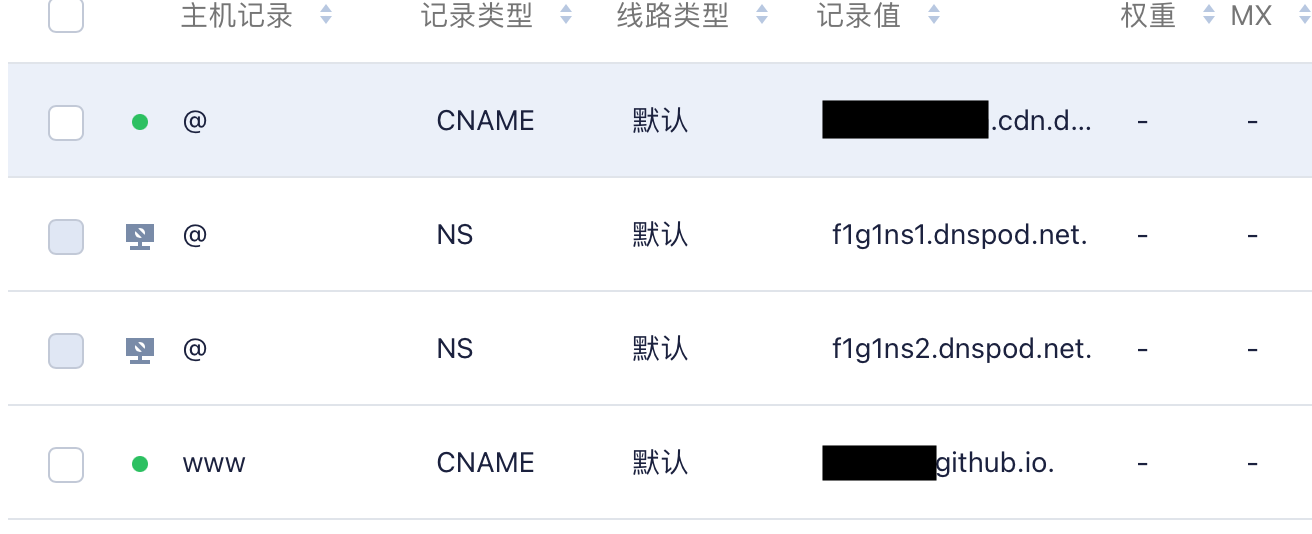 主机记录 记录类型 线路类型 记录值 权重 MX
@ CNAME 默认 .cdn.d... - -
@ NS 默认 f1g1ns1.dnspod.net. - -
@ NS 默认 f1g1ns2.dnspod.net. - -
www CNAME 默认 github.io. - -